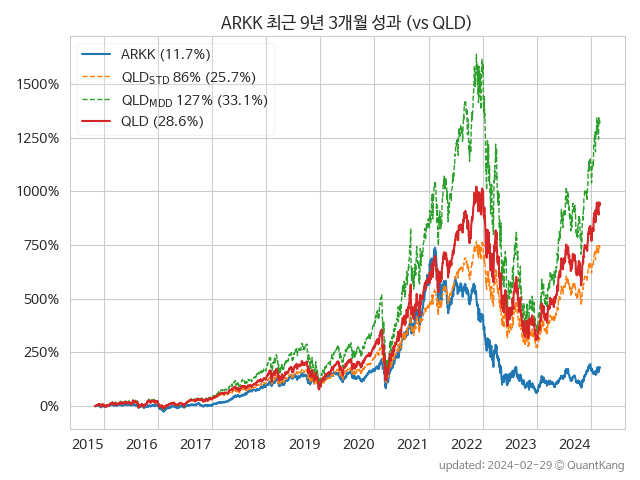 ARKK 최근 9년 3개월 성과 (vs QLD)
ARKK (11.7%)
QLD_STD 86% (25.7%)
QLD_MDD 127% (33.1%)
QLD (28.6%)
1500%
1250%
1000%
750%
500%
250%
0%
2015 2016 2017 2018 2019 2020 2021 2022 2023 2024
updated: 2024-02-29 © QuantKang